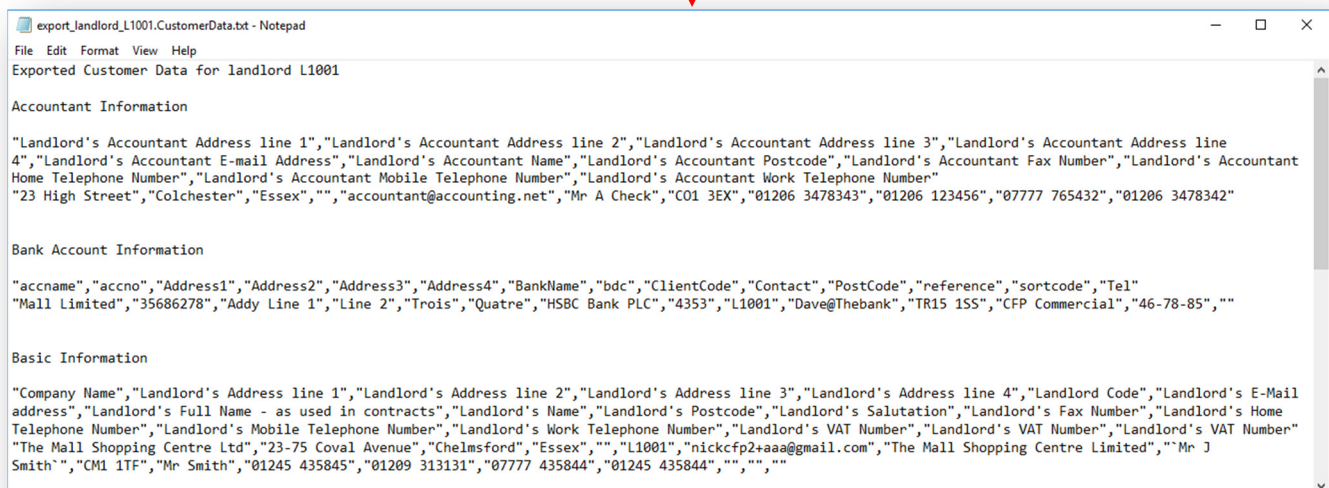 export_landlord_L1001.CustomerData.txt - Notepad
File Edit Format View Help
Exported Customer Data for landlord L1001
Accountant Information
"Landlord's Accountant Address line 1","Landlord's Accountant Address line 2","Landlord's Accountant Address line 3","Landlord's Accountant Address line
4","Landlord's Accountant E-mail Address","Landlord's Accountant Name","Landlord's Accountant Postcode","Landlord's Accountant Fax Number","Landlord's Accountant
Home Telephone Number","Landlord's Accountant Mobile Telephone Number","Landlord's Accountant Work Telephone Number"
"23 High Street","Colchester","Essex","","accountant@accounting.net","Mr A Check","CO1 3EX","01206 3478343","01206 123456","07777 765432","01206 3478342"
Bank Account Information
"accname","accno","Address1","Address2","Address3","Address4","BankName","bdc","ClientCode","Contact","PostCode","reference","sortcode","Tel"
"Mall Limited","35686278","Addy Line 1","Line 2","Trois","Quatre","HSBC Bank PLC","4353","L1001","Dave@Thebank","TR15 1SS","CFP Commercial","46-78-85",""
Basic Information
"Company Name","Landlord's Address line 1","Landlord's Address line 2","Landlord's Address line 3","Landlord's Address line 4","Landlord Code","Landlord's E-Mail
address","Landlord's Full Name - as used in contracts","Landlord's Name","Landlord's Postcode","Landlord's Salutation","Landlord's Fax Number","Landlord's Home
Telephone Number","Landlord's Mobile Telephone Number","Landlord's Work Telephone Number","Landlord's VAT Number","Landlord's VAT Number","Landlord's VAT Number"
"The Mall Shopping Centre Ltd","23-75 Coval Avenue","Chelmsford","Essex","","L1001","nickcfp2+aaa@gmail.com","The Mall Shopping Centre Limited","`Mr J
Smith`","CM1 1TF","Mr Smith","01245 435845","01209 313131","07777 435844","01245 435844","","",""